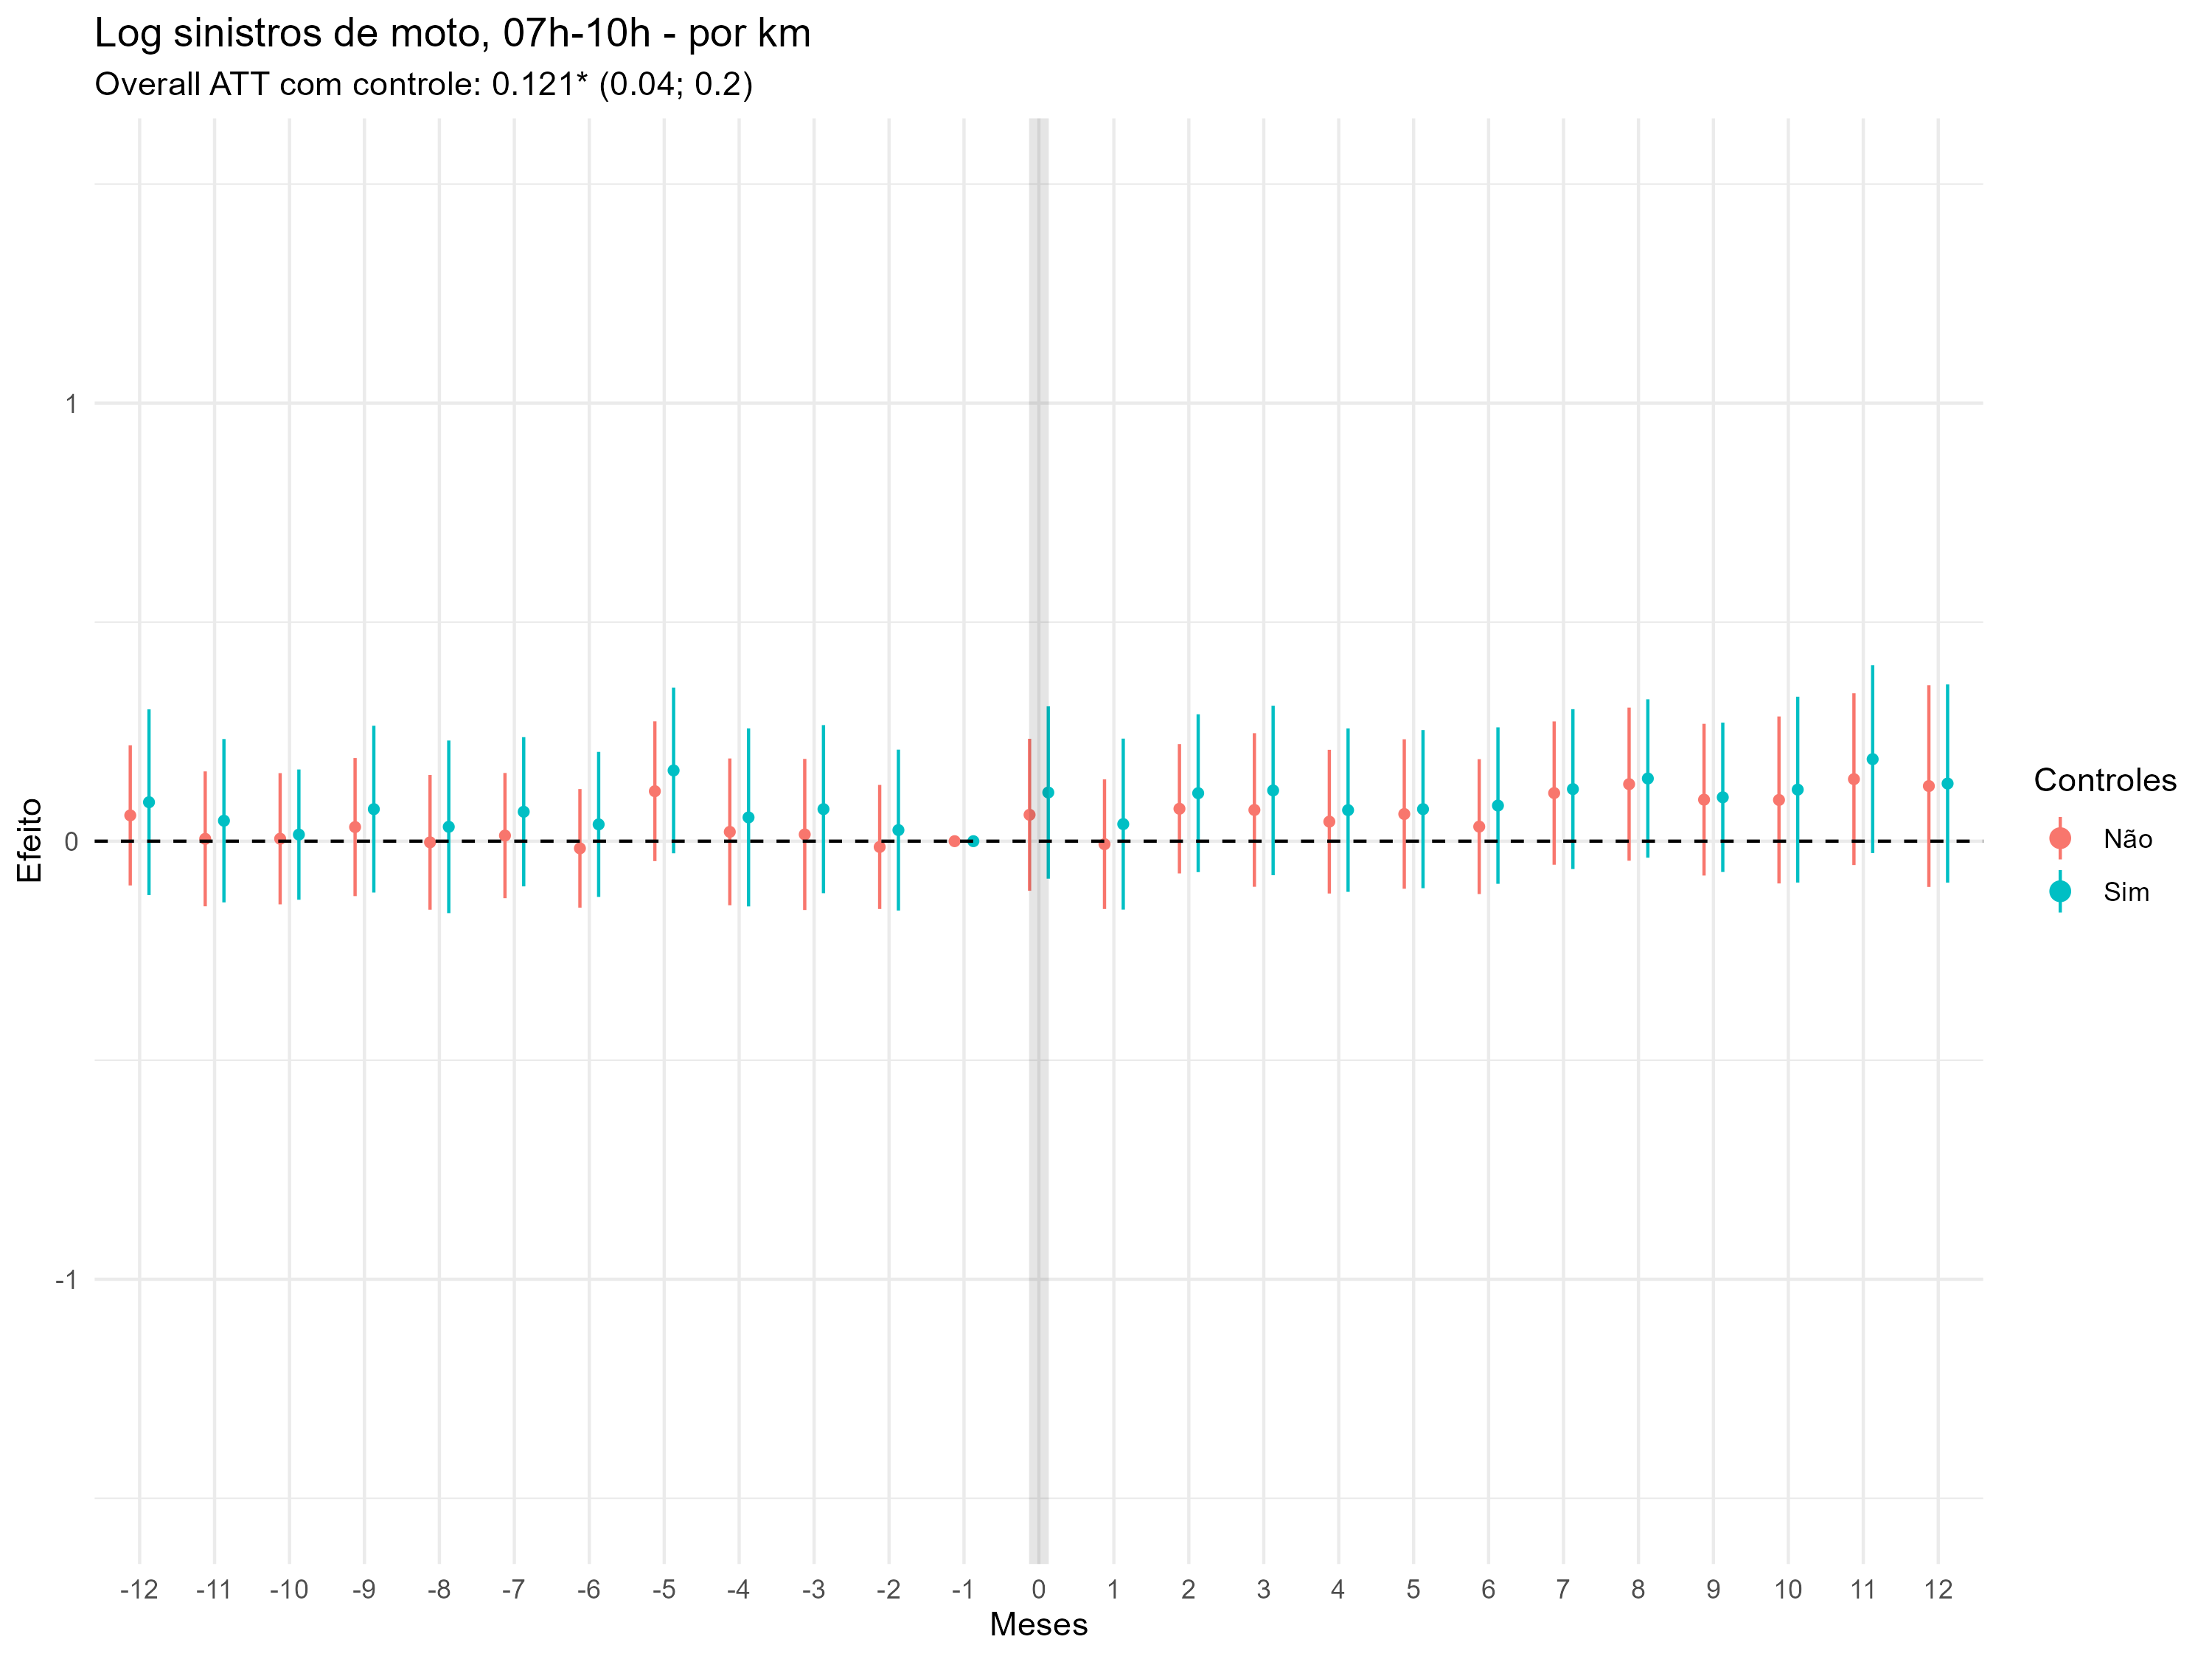 Log sinistros de moto, 07h-10h - por km
Overall ATT com controle: 0.121* (0.04; 0.2)
Efeito
1
0
-1
-12 -11 -10 -9 -8 -7 -6 -5 -4 -3 -2 -1 0 1 2 3 4 5 6 7 8 9 10 11 12
Meses
Controles
Não
Sim